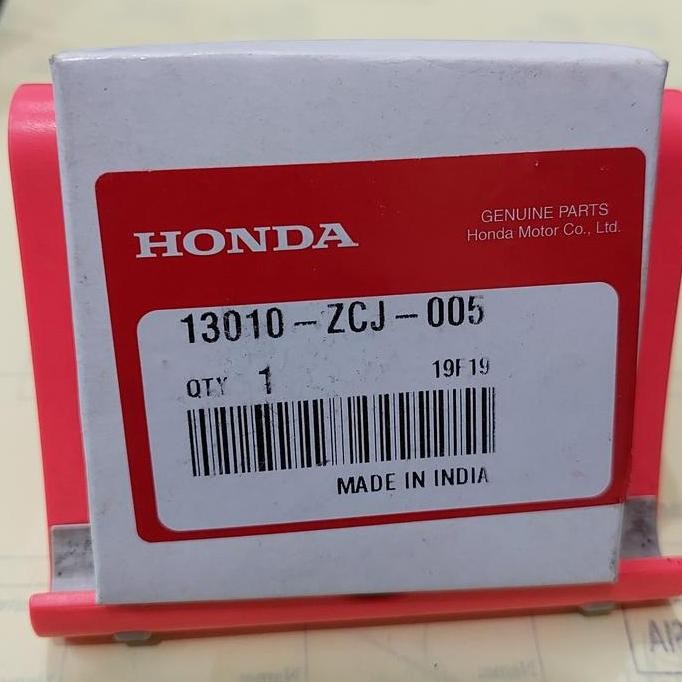 HONDA
GENUINE PARTS
Honda Motor Co., Ltd.
13010-ZCJ-005
QTY 1
19F19
MADE IN INDIA